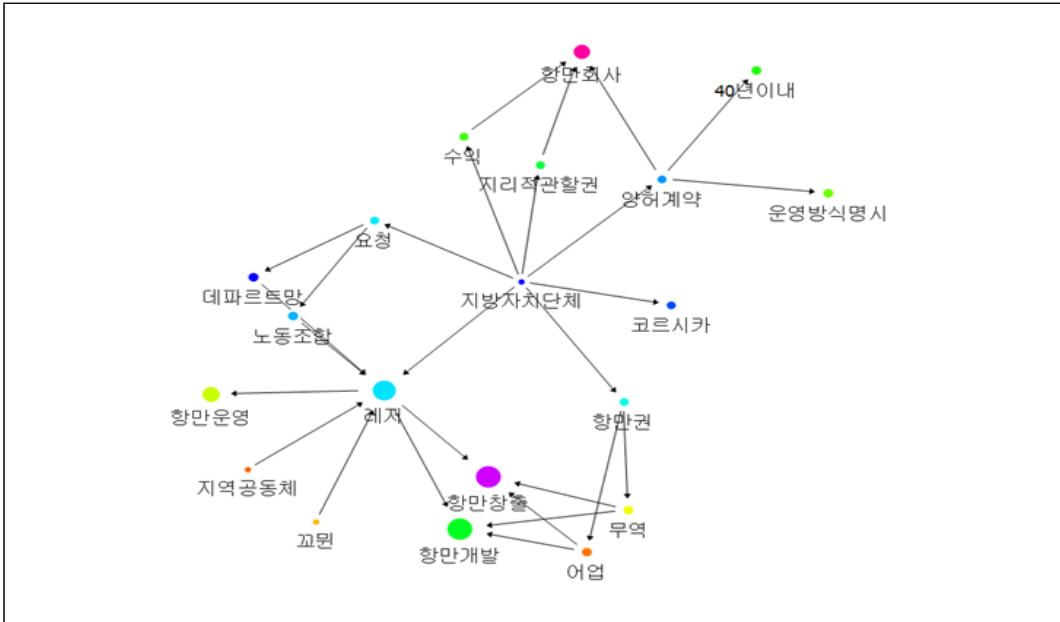 항만회사
40년이내
수익
지리적관할권
양허계약
운영방식명시
요청
데파르트망
지방자치단체
코르시카
노동조합
항만운영
레저
항만권
지역공동체
항만창출
무역
꼬뮌
항만개발
어업